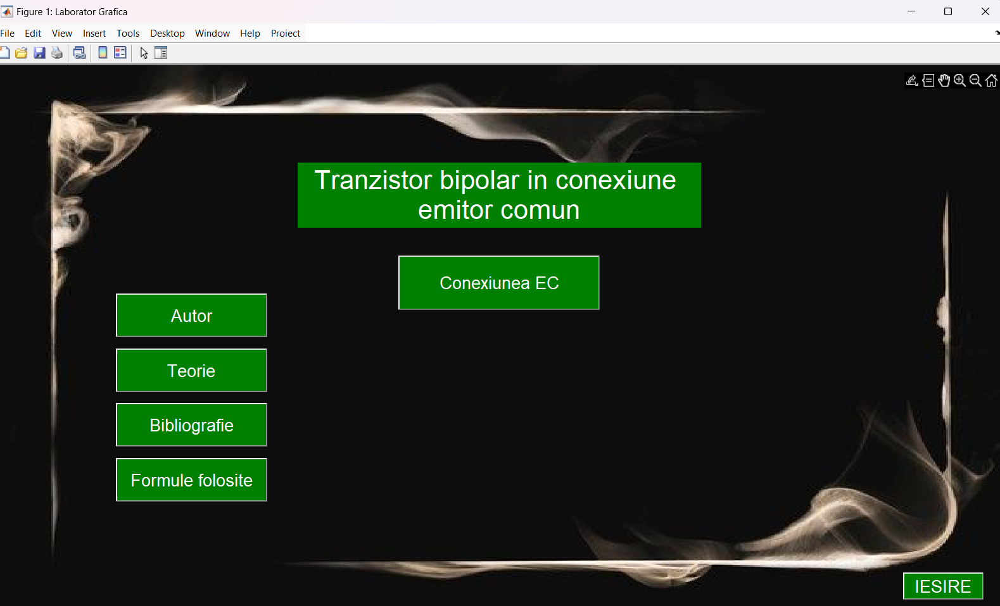 Figure 1: Laborator Grafica
File Edit View Insert Tools Desktop Window Help Proiect
Tranzistor bipolar in conexiune
emitor comun
Conexiunea EC
Autor
Teorie
Bibliografie
Formule folosite
IESIRE